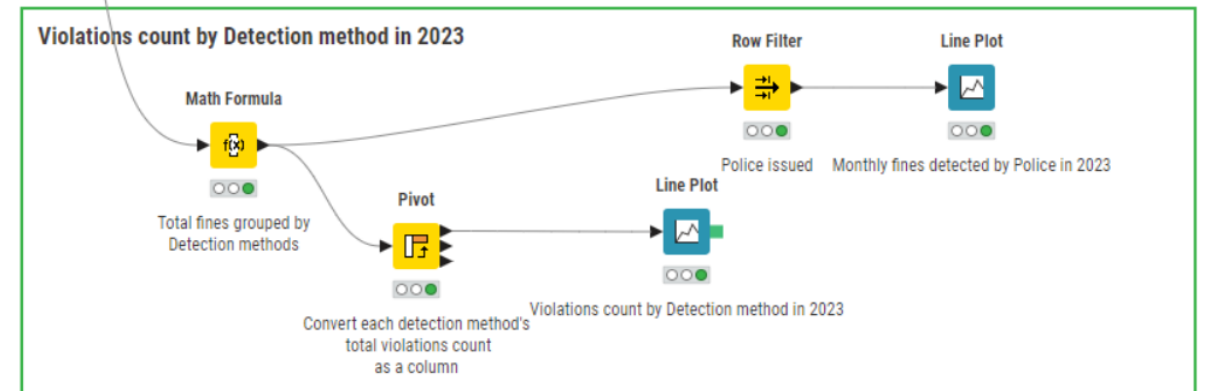 Violations count by Detection method in 2023
Row Filter
Line Plot
Math Formula
f(x)
Police issued
Monthly fines detected by Police in 2023
Line Plot
Pivot
Total fines grouped by
Detection methods
Violations count by Detection method in 2023
Convert each detection method's
total violations count
as a column